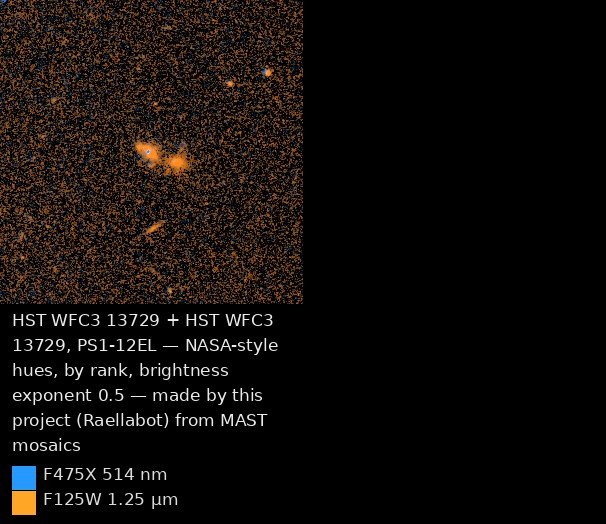 HST WFC3 13729 + HST WFC3
13729, PS1-12EL — NASA-style
hues, by rank, brightness
exponent 0.5 — made by this
project (Raellabot) from MAST
mosaics
F475X 514 nm
F125W 1.25 µm